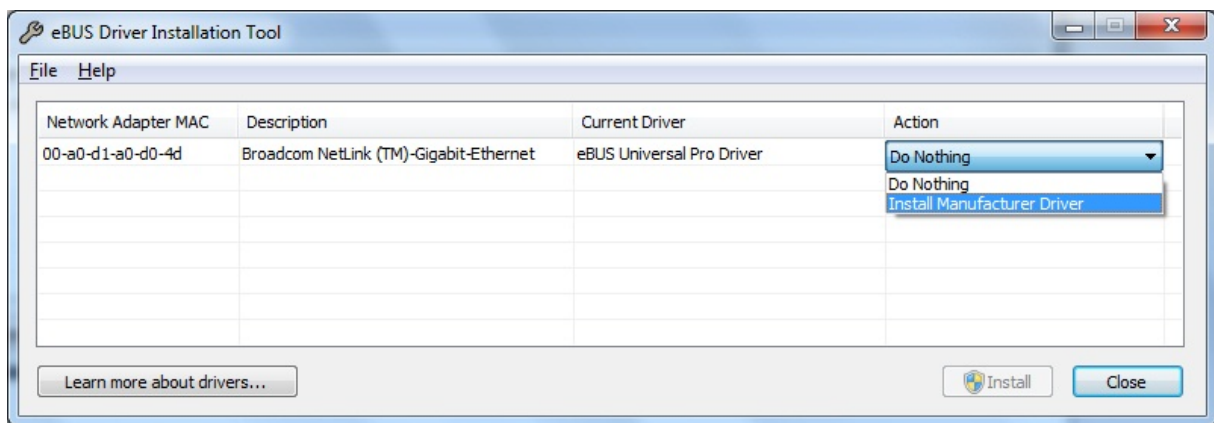 eBUS Driver Installation Tool
File Help
Network Adapter MAC Description Current Driver Action
00-a0-d1-a0-d0-4d Broadcom NetLink (TM)-Gigabit-Ethernet eBUS Universal Pro Driver Do Nothing
Do Nothing
Install Manufacturer Driver
Learn more about drivers... Install Close